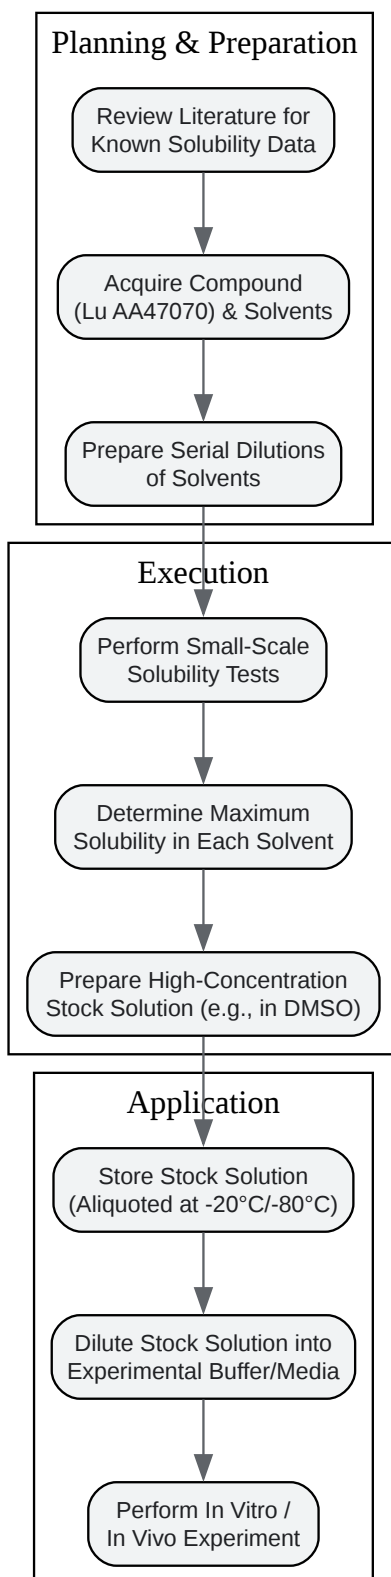 Planning & Preparation
Review Literature for
Known Solubility Data
Acquire Compound
(Lu AA47070) & Solvents
Prepare Serial Dilutions
of Solvents
Execution
Perform Small-Scale
Solubility Tests
Determine Maximum
Solubility in Each Solvent
Prepare High-Concentration
Stock Solution (e.g., in DMSO)
Application
Store Stock Solution
(Aliquoted at -20°C/-80°C)
Dilute Stock Solution into
Experimental Buffer/Media
Perform In Vitro /
In Vivo Experiment